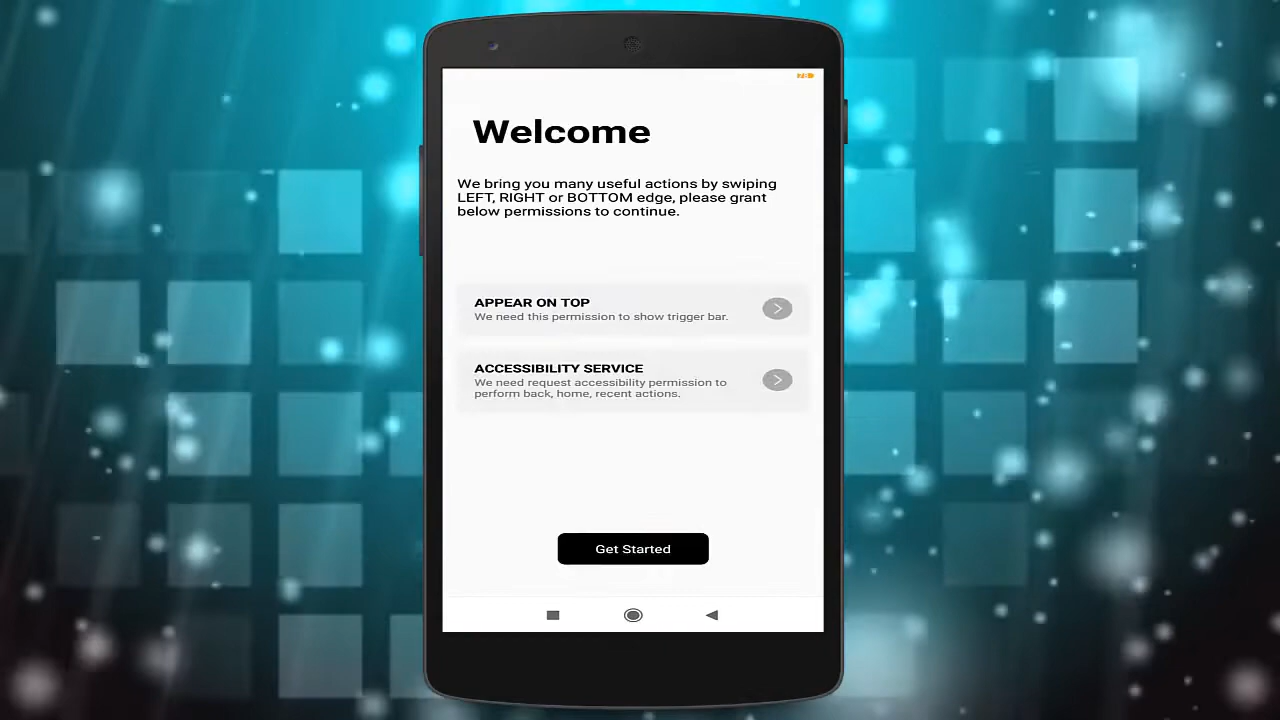 Welcome
We bring you many useful actions by swiping
LEFT, RIGHT or BOTTOM edge, please grant
below permissions to continue.
APPEAR ON TOP
We need this permission to show trigger bar.
ACCESSIBILITY SERVICE
We need request accessibility permission to
perform back, home, recent actions.
Get Started